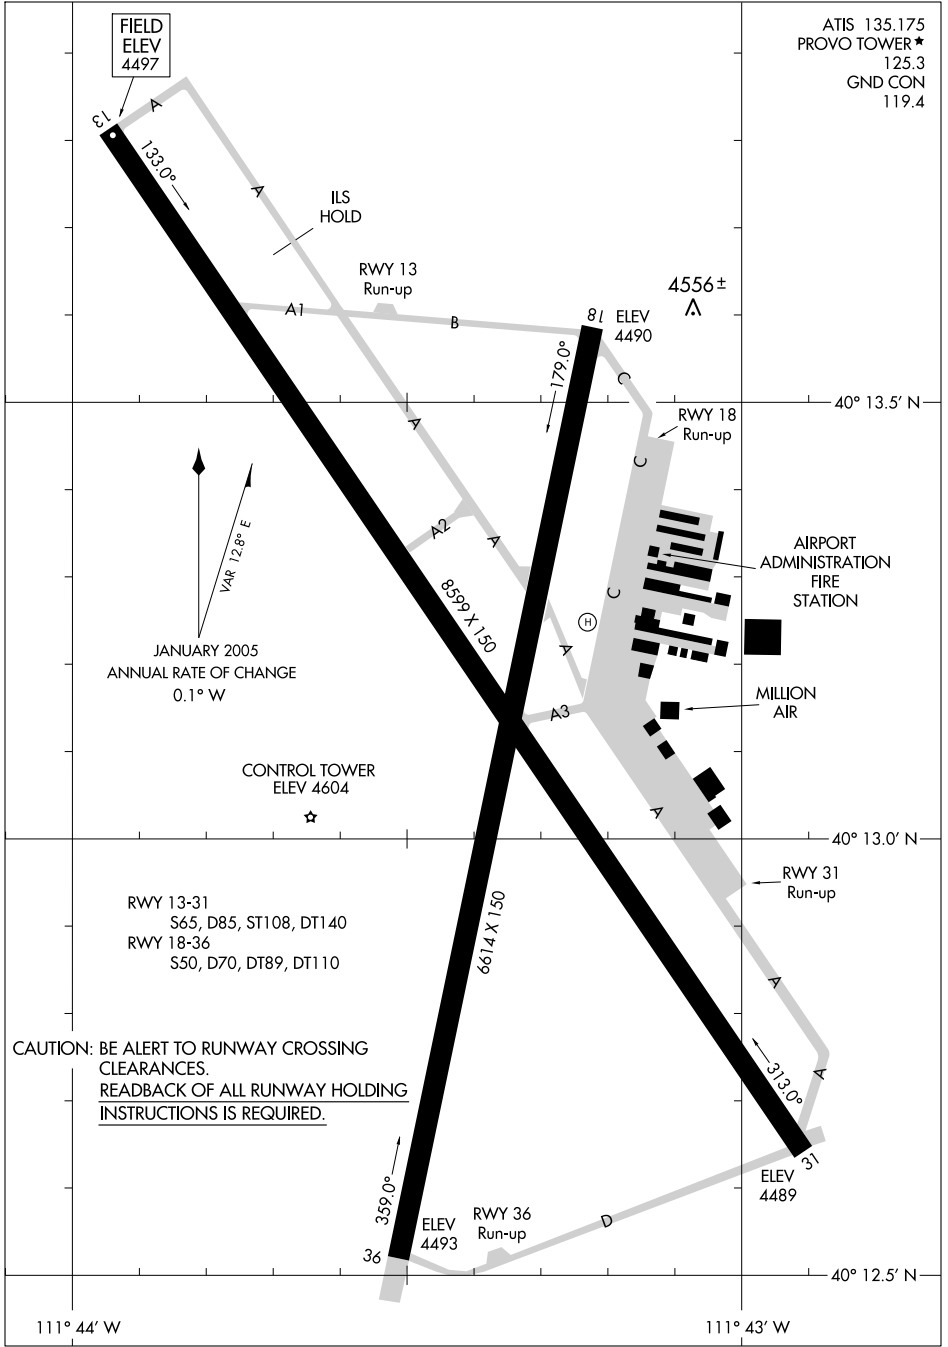 FIELD
ELEV
4497
ATIS 135.175
PROVO TOWER★
125.3
GND CON
119.4
13
A
133.0°
A
ILS
HOLD
RWY 13
Run-up
4556±
A1
B
18
ELEV
4490
179.0°
C
40° 13.5' N
A
RWY 18
Run-up
C
VAR 12.8° E
A2
A
AIRPORT
ADMINISTRATION
FIRE
STATION
8599 X 150
C
H
A
JANUARY 2005
ANNUAL RATE OF CHANGE
0.1° W
MILLION
AIR
A3
CONTROL TOWER
ELEV 4604
A
40° 13.0' N
RWY 31
Run-up
RWY 13-31
S65, D85, ST108, DT140
RWY 18-36
S50, D70, DT89, DT110
6614 X 150
A
CAUTION: BE ALERT TO RUNWAY CROSSING
CLEARANCES.
READBACK OF ALL RUNWAY HOLDING
INSTRUCTIONS IS REQUIRED.
313.0°
A
31
ELEV
4489
359.0°
ELEV
4493
RWY 36
Run-up
D
36
40° 12.5' N
111° 44' W
111° 43' W